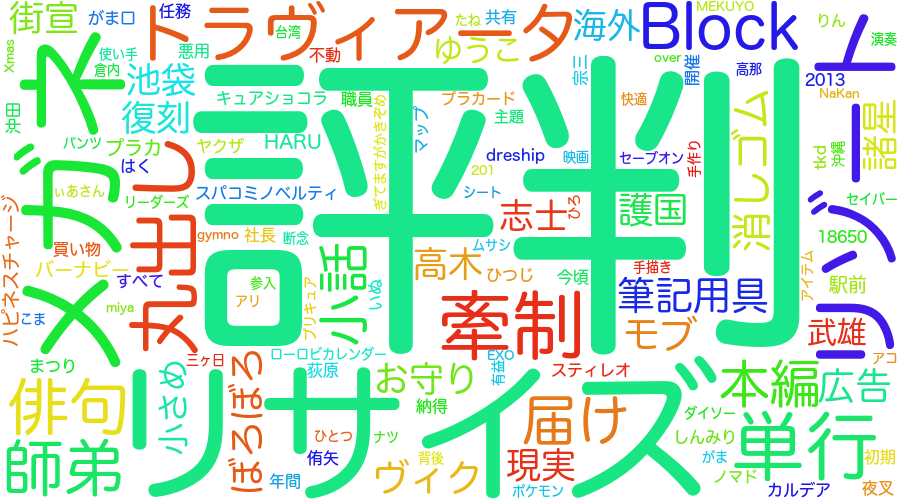 街宣
がま口
任務
トラヴィアータ
台湾
不動
たね
共有
海外
MEKUYO
Block
りん
演奏
Xmas
使い手
悪用
倉内
ゆうこ
over
開催
高那
2013
NaKan
沖田
メガネ
池袋
復刻
キュアショコラ
職員
ぎてますがかきぞめ
マップ
プラカード
主題
宗三
快適
手作り
消しゴム
リゾート
諸星
tkd
沖縄
パンツ
プラカ
はく
ヤクザ
HARU
dreship
映画
セーブオン
201
シート
ぃあさん
リーダーズ
スパコミノベルティ
評判
志士
ひろ
護国
セイバー
18650
ハピネスチャージ
買い物
丸出し
gymno
社長
断念
ムサシ
バーナビー
すべて
小話
高木
ひつじ
今頃
手描き
アイテム
駅前
こま
miya
参入
アリ
プリキュア
いぬ
牽制
筆記用具
モブ
武雄
アコ
まつり
三ヶ日
ローロビカレンダー
荻原
EXO
有益
スティレオ
俳句
小さめ
ぼろぼろ
リサイズ
お守り
納得
届け
本編
広告
ダイソー
師弟
ひとつ
ナツ
侑矢
年間
ヴィク
背後
現実
ポケモン
しんみり
がま
単行
ノマド
初期
カルデア
夜叉